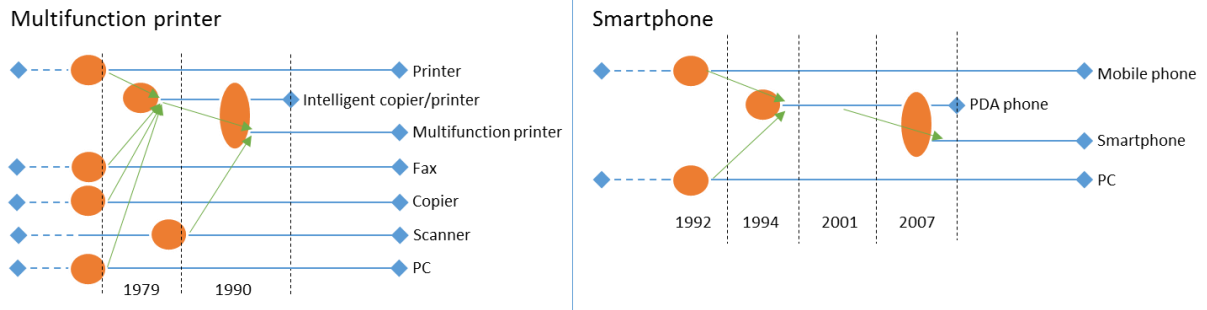 Multifunction printer
Printer
Intelligent copier/printer
Multifunction printer
Fax
Copier
Scanner
PC
1979
1990
Smartphone
Mobile phone
PDA phone
Smartphone
PC
1992
1994
2001
2007